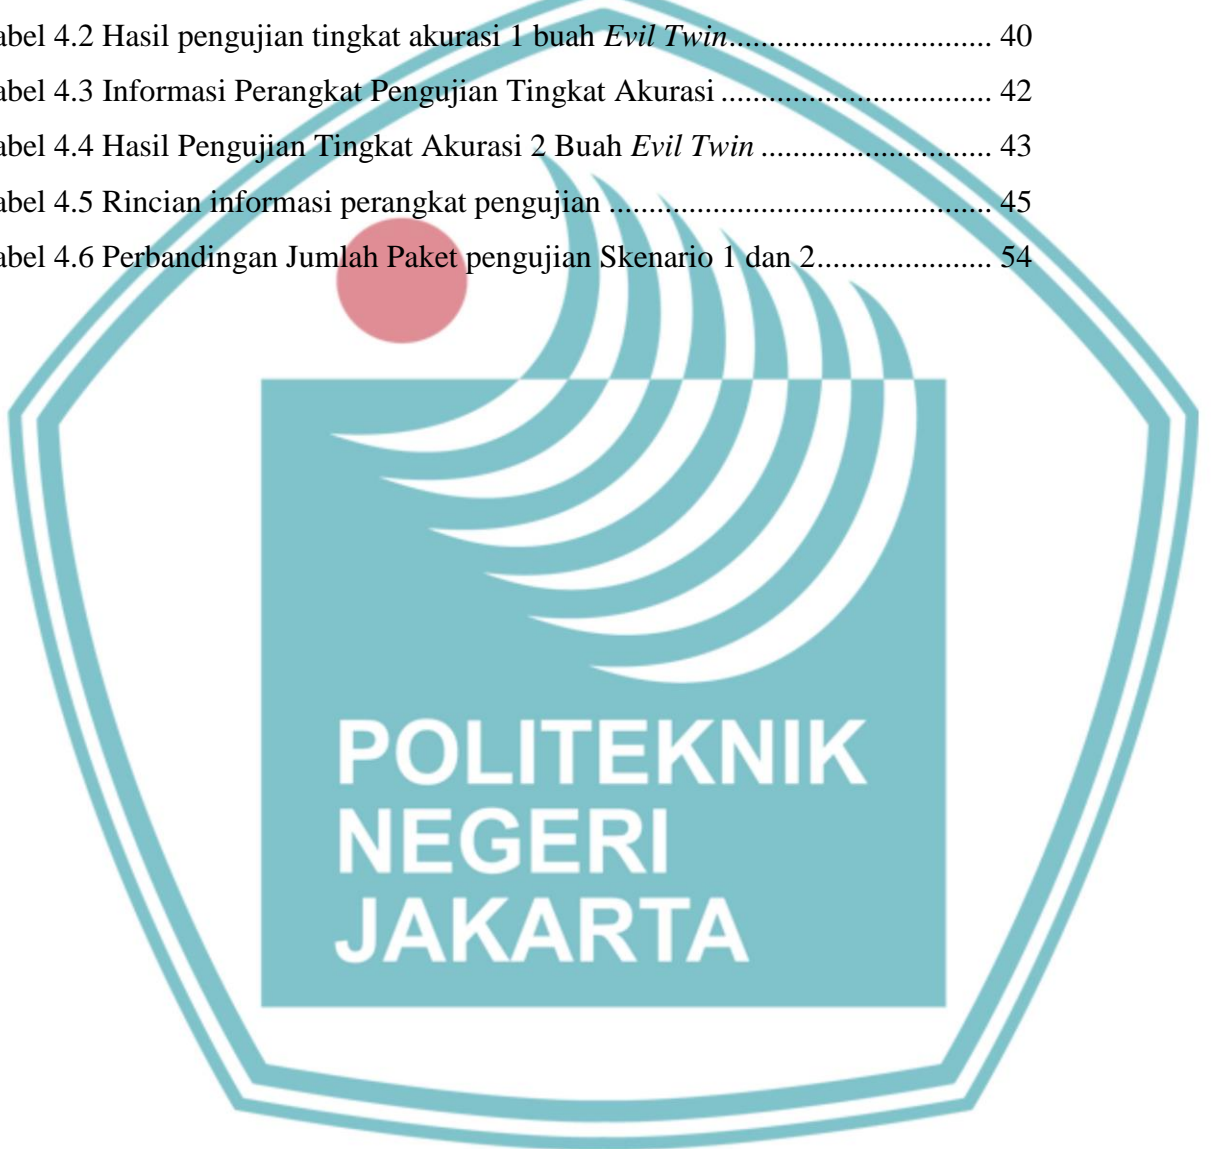 abel 4.2 Hasil pengujian tingkat akurasi 1 buah Evil Twin................................. 40
abel 4.3 Informasi Perangkat Pengujian Tingkat Akurasi.................................. 42
abel 4.4 Hasil Pengujian Tingkat Akurasi 2 Buah Evil Twin ............................. 43
abel 4.5 Rincian informasi perangkat pengujian ................................................ 45
abel 4.6 Perbandingan Jumlah Paket pengujian Skenario 1 dan 2...................... 54
POLITEKNIK
NEGERI
JAKARTA